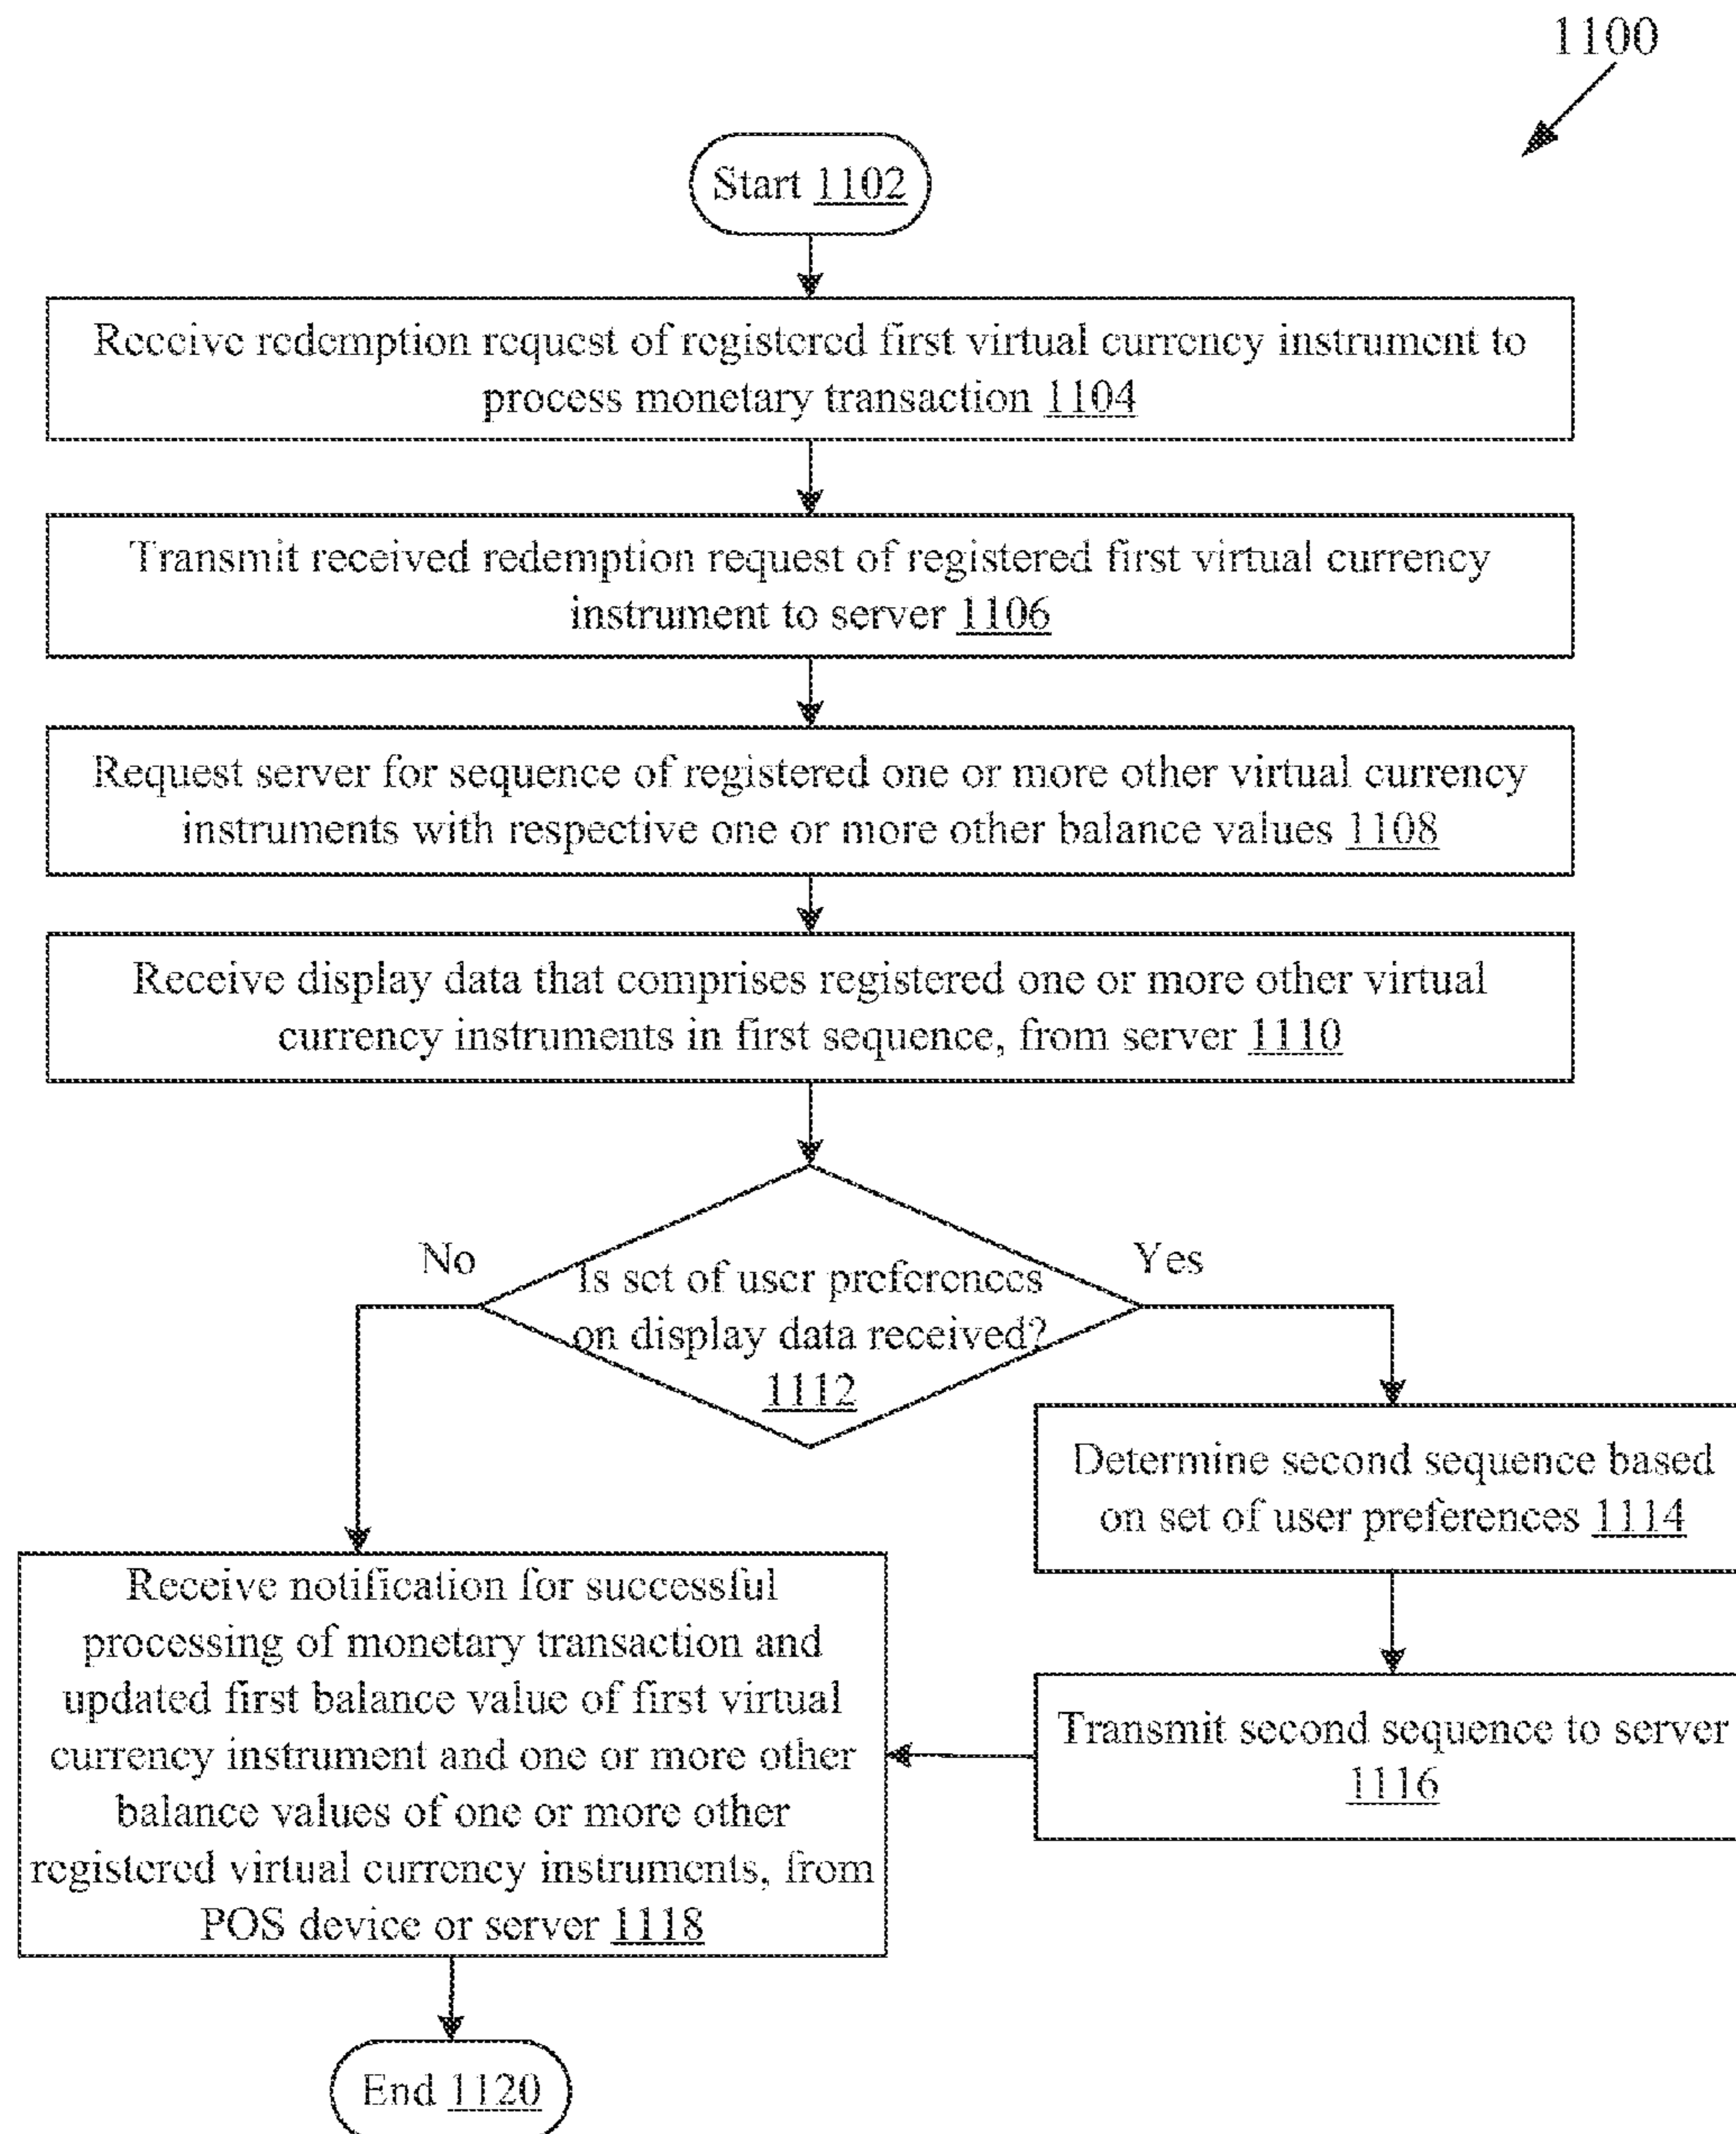 1100
Start 1102
Receive redemption request of registered first virtual currency instrument to
process monetary transaction 1104
Transmit received redemption request of registered first virtual currency
instrument to server 1106
Request server for sequence of registered one or more other virtual currency
instruments with respective one or more other balance values 1108
Receive display data that comprises registered one or more other virtual
currency instruments in first sequence, from server 1110
No
Yes
Is set of user preferences
on display data received?
1112
Determine second sequence based
on set of user preferences 1114
Transmit second sequence to server
1116
Receive notification for successful
processing of monetary transaction and
updated first balance value of first virtual
currency instrument and one or more other
balance values of one or more other
registered virtual currency instruments, from
POS device or server 1118
End 1120